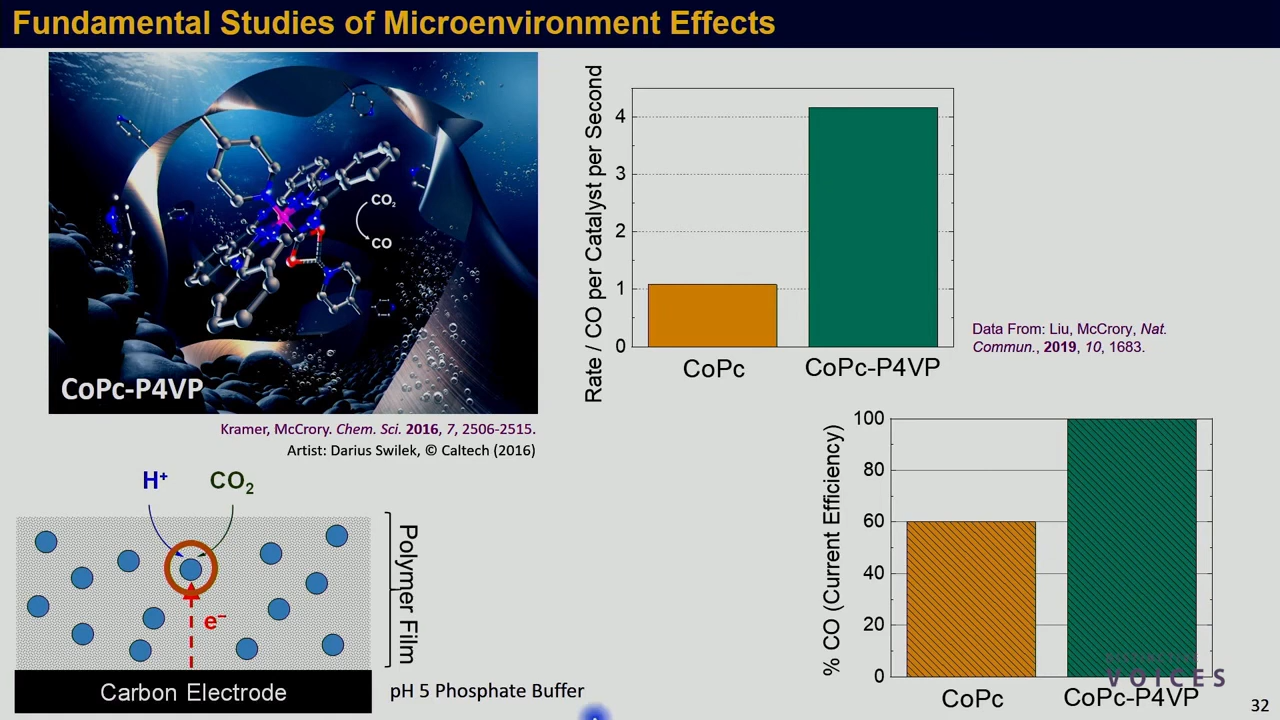 Fundamental Studies of Microenvironment Effects
CO₂
CO
CoPc-P4VP
Kramer, McCrory. Chem. Sci. 2016, 7, 2506-2515.
Artist: Darius Swilek, © Caltech (2016)
Rate / CO per Catalyst per Second
4
3
2
1
0
CoPc
CoPc-P4VP
Data From: Liu, McCrory, Nat.
Commun., 2019, 10, 1683.
H⁺
CO₂
e⁻
Polymer Film
Carbon Electrode
pH 5 Phosphate Buffer
% CO (Current Efficiency)
100
80
60
40
20
0
CoPc
CoPc-P4VP
VOICES
32